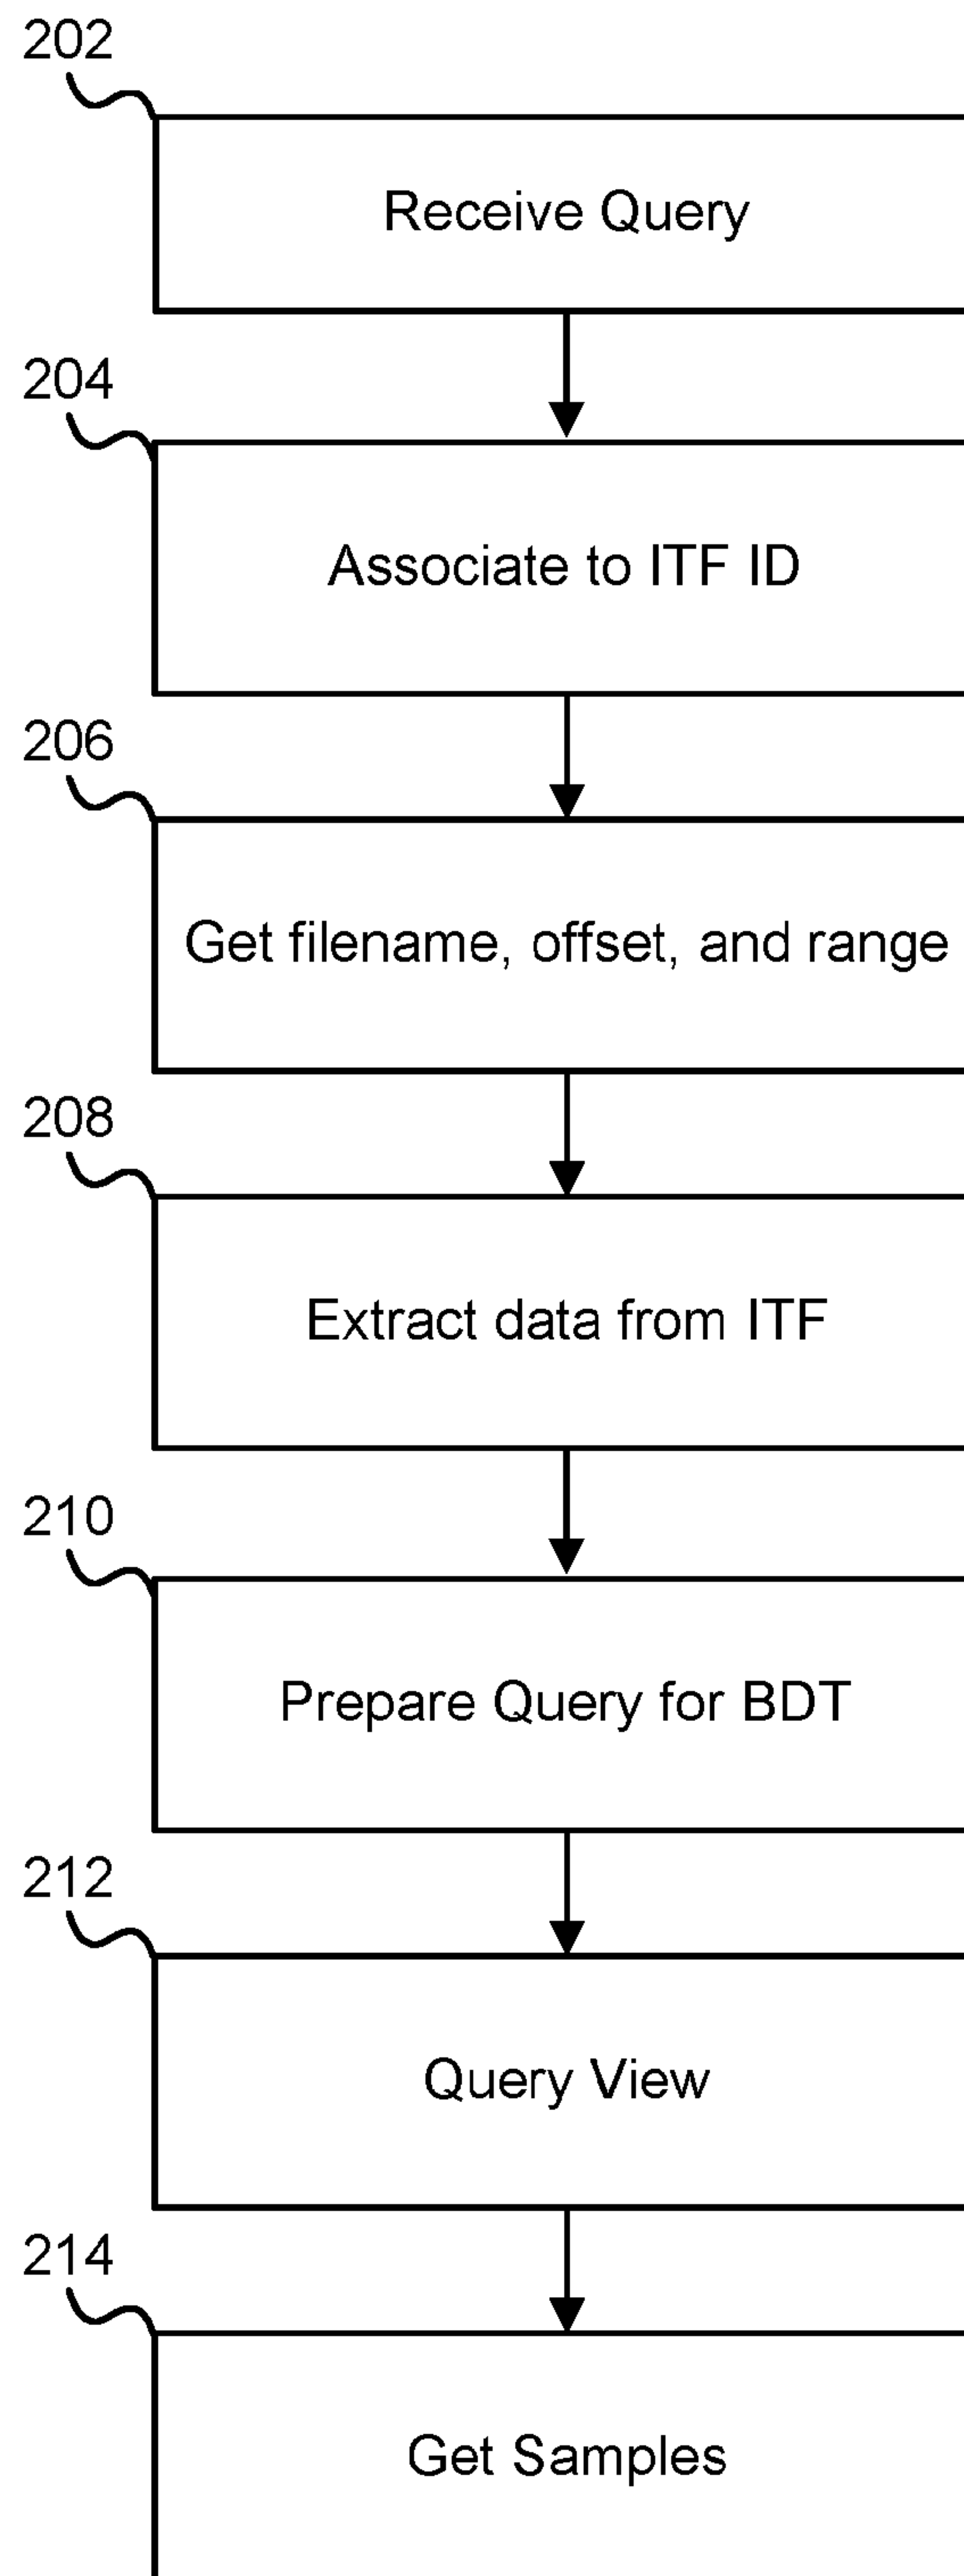 202
Receive Query
204
Associate to ITF ID
206
Get filename, offset, and range
208
Extract data from ITF
210
Prepare Query for BDT
212
Query View
214
Get Samples